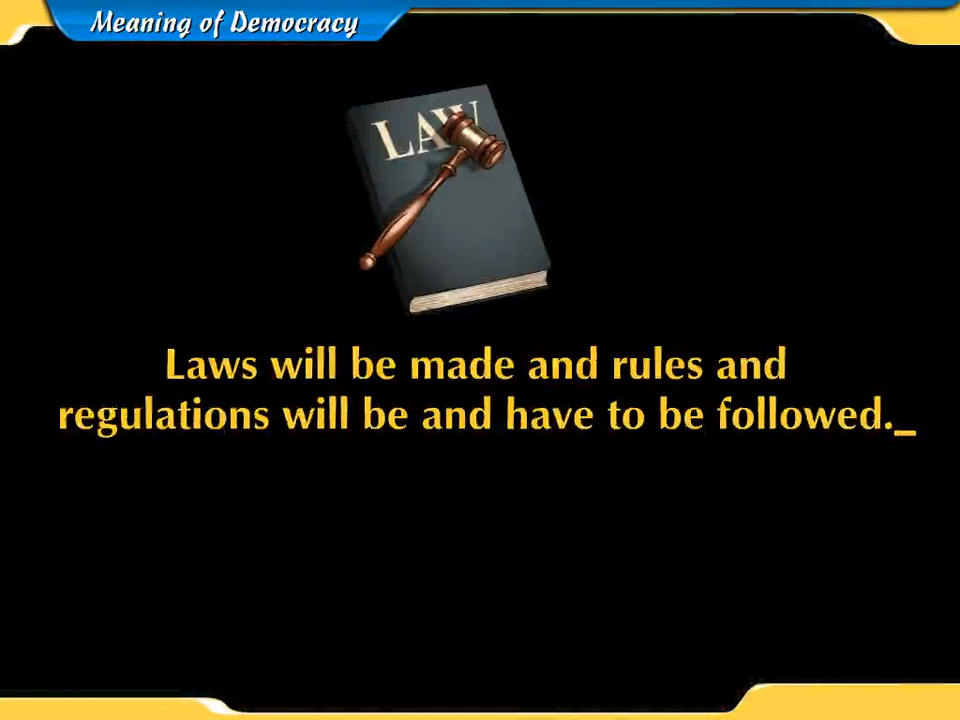 Meaning of Democracy
LAW
Laws will be made and rules and
regulations will be and have to be followed._